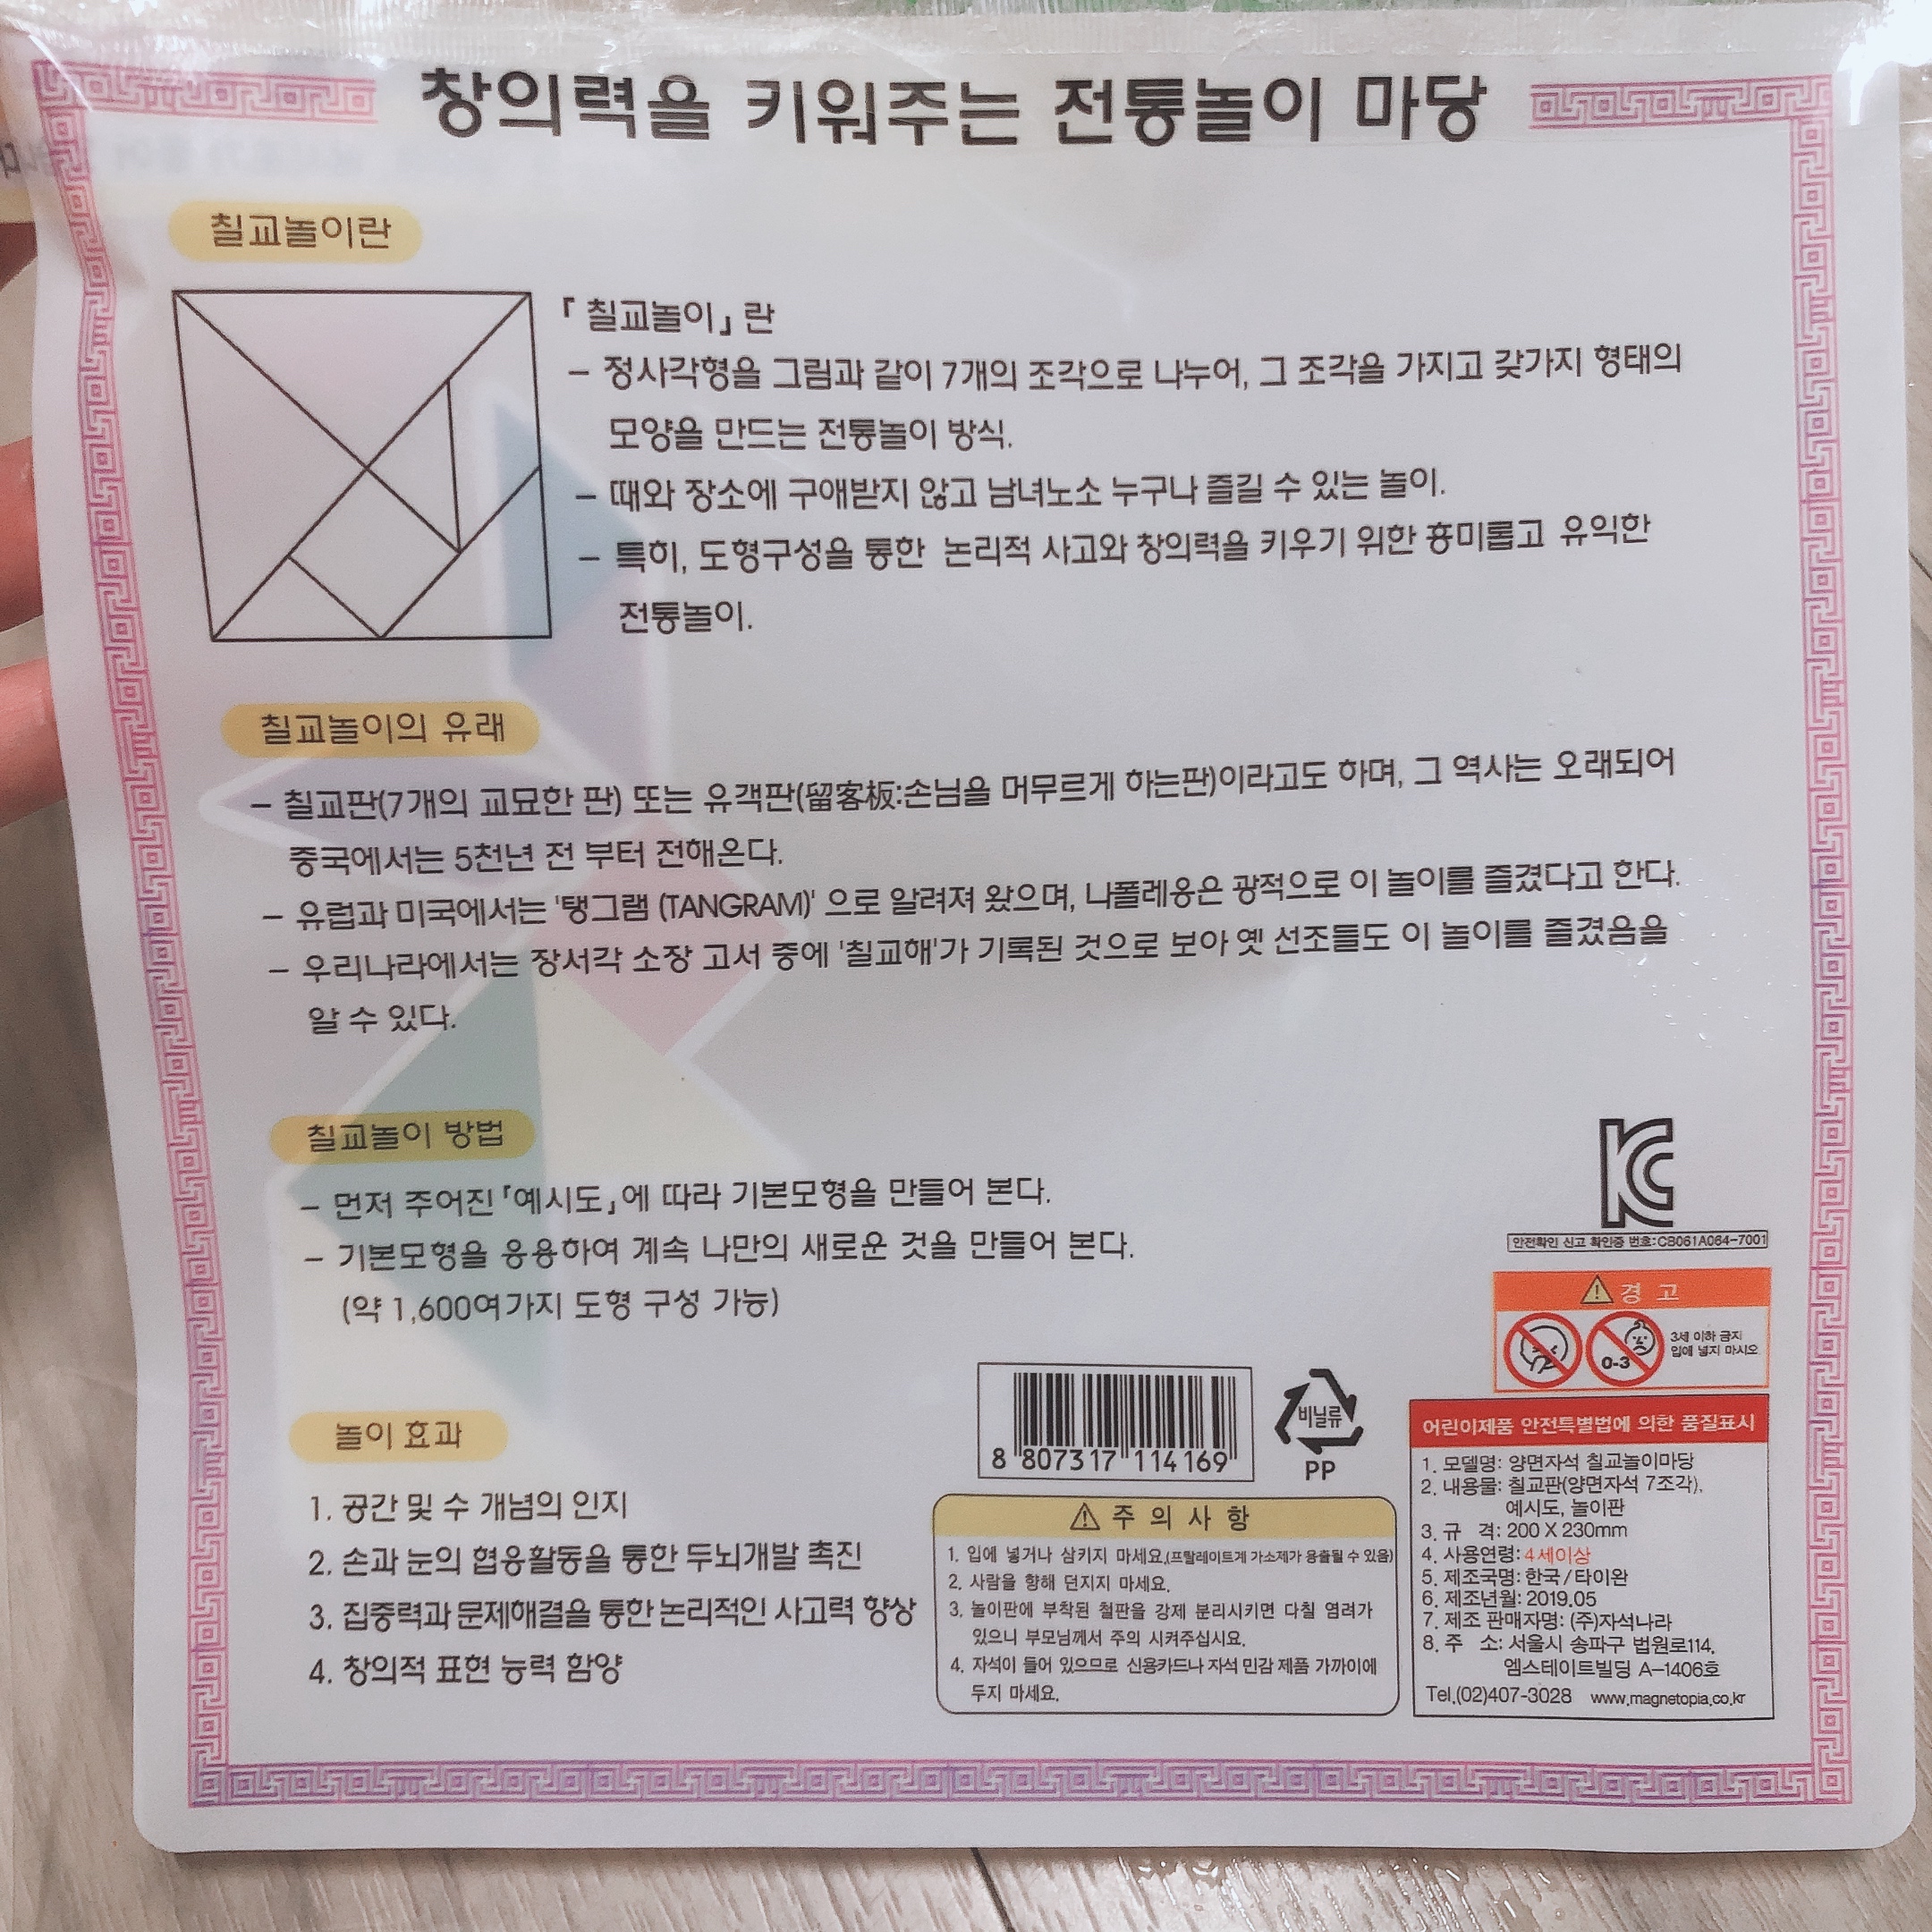 창의력을 키워주는 전통놀이 마당
칠교놀이란
「칠교놀이」란
- 정사각형을 그림과 같이 7개의 조각으로 나누어, 그 조각을 가지고 갖가지 형태의
모양을 만드는 전통놀이 방식.
- 때와 장소에 구애받지 않고 남녀노소 누구나 즐길 수 있는 놀이.
- 특히, 도형구성을 통한 논리적 사고와 창의력을 키우기 위한 흥미롭고 유익한
전통놀이.
칠교놀이의 유래
- 칠교판(7개의 교묘한 판) 또는 유객판(留客板:손님을 머무르게 하는판)이라고도 하며, 그 역사는 오래되어
중국에서는 5천년 전 부터 전해온다.
- 유럽과 미국에서는 '탱그램 (TANGRAM)' 으로 알려져 왔으며, 나폴레옹은 광적으로 이 놀이를 즐겼다고 한다.
- 우리나라에서는 장서각 소장 고서 중에 '칠교해'가 기록된 것으로 보아 옛 선조들도 이 놀이를 즐겼음을
알 수 있다.
칠교놀이 방법
- 먼저 주어진「예시도」에 따라 기본모형을 만들어 본다.
- 기본모형을 응용하여 계속 나만의 새로운 것을 만들어 본다.
(약 1,600여가지 도형 구성 가능)
놀이 효과
1. 공간 및 수 개념의 인지
2. 손과 눈의 협응활동을 통한 두뇌개발 촉진
3. 집중력과 문제해결을 통한 논리적인 사고력 향상
4. 창의적 표현 능력 함양
8 807317 114169
비닐류
PP
주 의 사 항
1. 입에 넣거나 삼키지 마세요.(프탈레이트계 가소제가 용출될 수 있음)
2. 사람을 향해 던지지 마세요.
3. 놀이판에 부착된 철판을 강제 분리시키면 다칠 염려가
있으니 부모님께서 주의 시켜주십시요.
4. 자석이 들어 있으므로 신용카드나 자석 민감 제품 가까이에
두지 마세요.
KC
안전확인 신고 확인증 번호:CB061A064-7001
경 고
0-3
3세 이하 금지
입에 넣지 마시오
어린이제품 안전특별법에 의한 품질표시
1. 모델명: 양면자석 칠교놀이마당
2. 내용물: 칠교판(양면자석 7조각),
예시도, 놀이판
3. 규 격: 200 X 230mm
4. 사용연령: 4세이상
5. 제조국명: 한국/타이완
6. 제조년월: 2019.05
7. 제조 판매자명: (주)자석나라
8. 주 소: 서울시 송파구 법원로114,
엠스테이트빌딩 A-1406호
Tel.(02)407-3028 www.magnetopia.co.kr